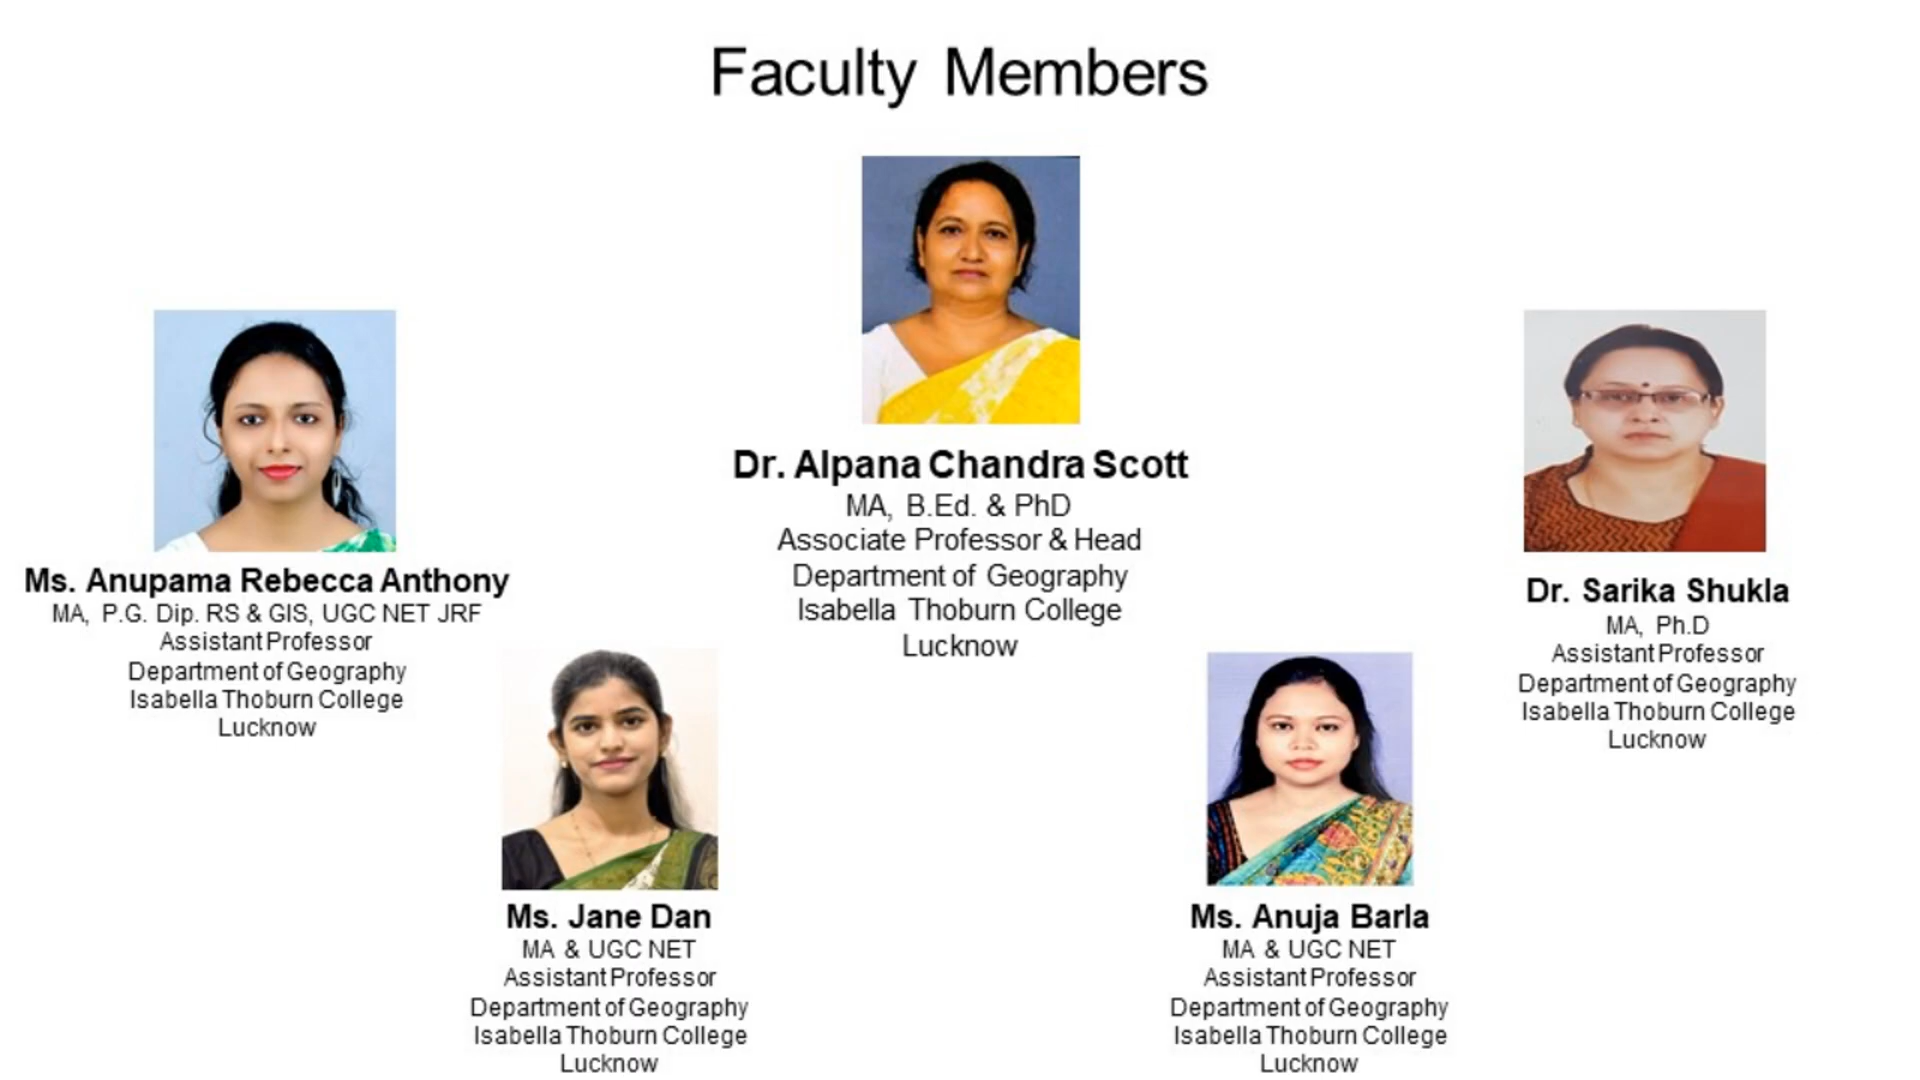 Faculty Members
Dr. Alpana Chandra Scott
MA, B.Ed. & PhD
Associate Professor & Head
Department of Geography
Isabella Thoburn College
Lucknow
Ms. Anupama Rebecca Anthony
MA, P.G. Dip. RS & GIS, UGC NET JRF
Assistant Professor
Department of Geography
Isabella Thoburn College
Lucknow
Dr. Sarika Shukla
MA, Ph.D
Assistant Professor
Department of Geography
Isabella Thoburn College
Lucknow
Ms. Jane Dan
MA & UGC NET
Assistant Professor
Department of Geography
Isabella Thoburn College
Lucknow
Ms. Anuja Barla
MA & UGC NET
Assistant Professor
Department of Geography
Isabella Thoburn College
Lucknow